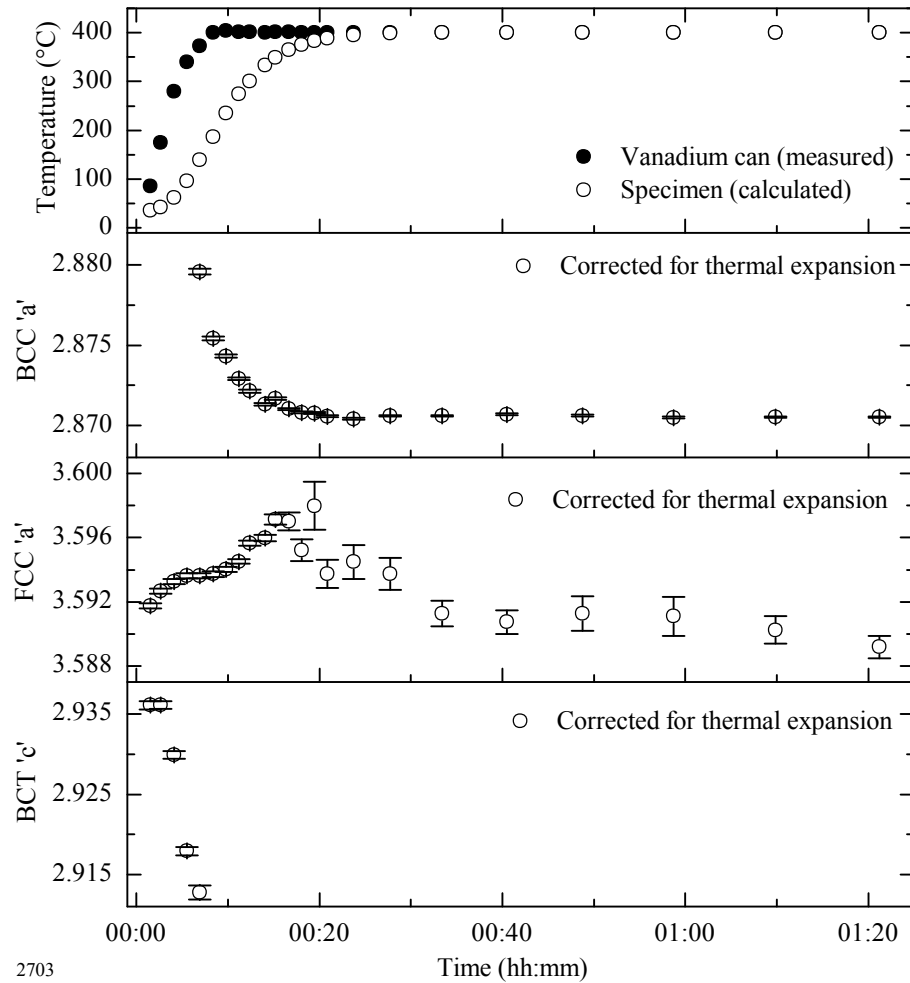 400
300
200
100
0
Temperature (°C)
Vanadium can (measured)
Specimen (calculated)
2.880
2.875
2.870
BCC 'a'
Corrected for thermal expansion
3.600
3.596
3.592
3.588
FCC 'a'
Corrected for thermal expansion
2.935
2.925
2.915
BCT 'c'
Corrected for thermal expansion
00:00 00:20 00:40 01:00 01:20
Time (hh:mm)
2703